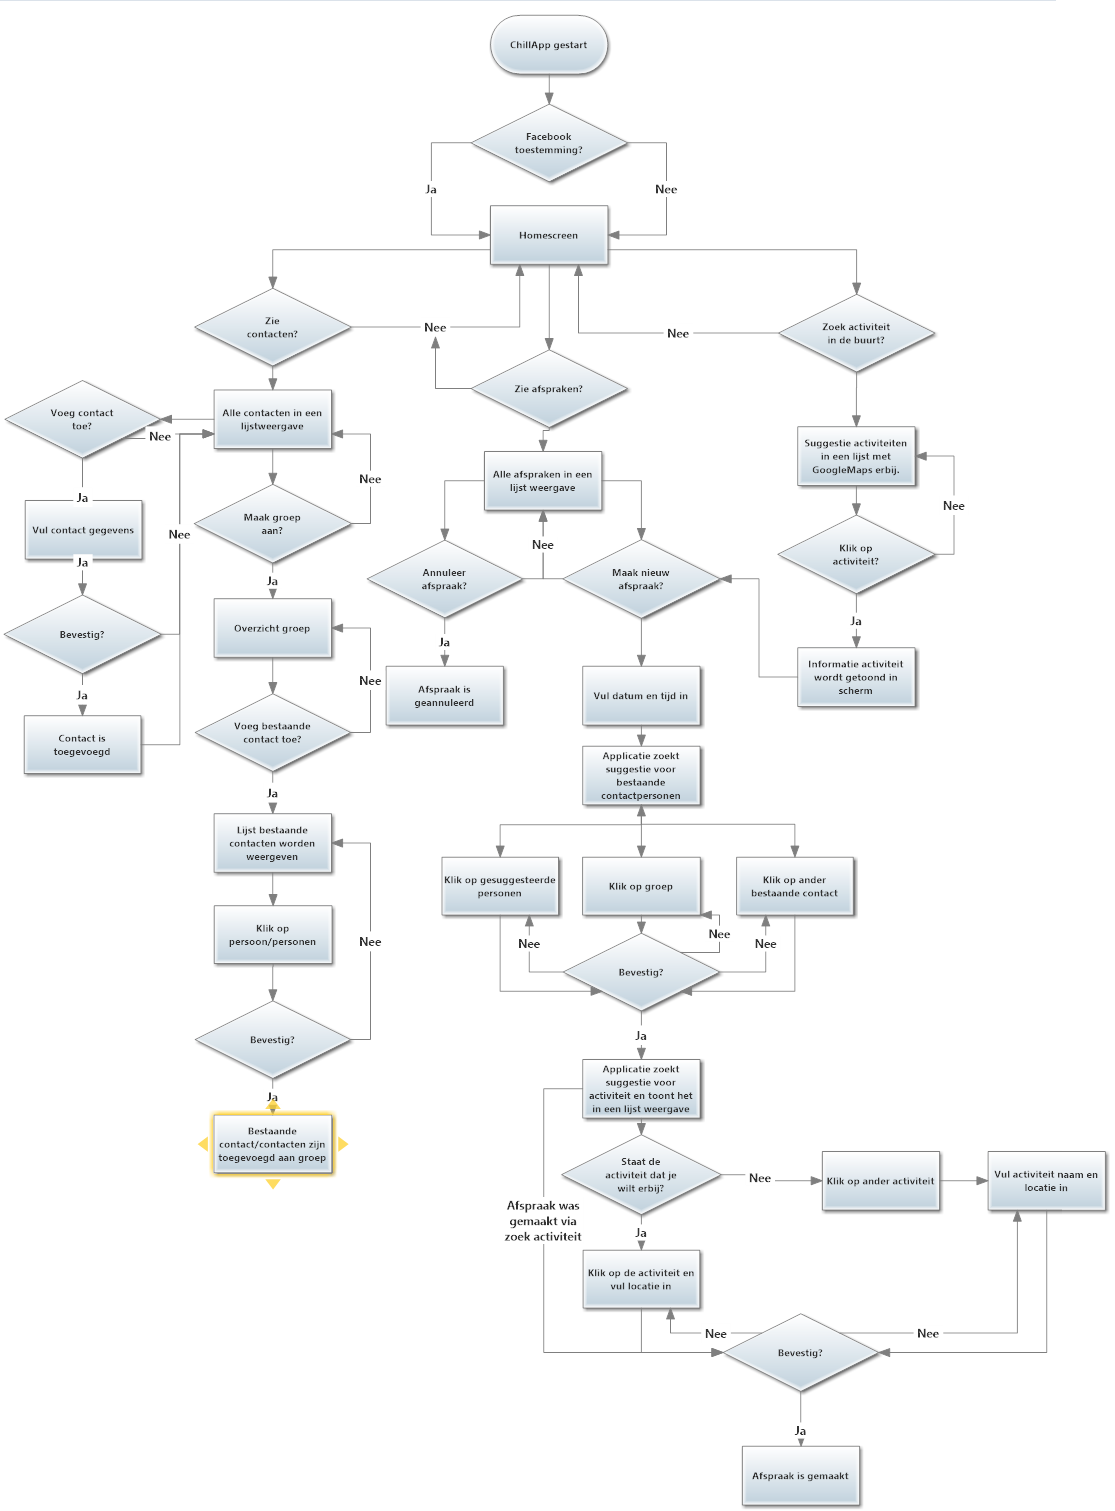 ChillApp gestart
Facebook
toestemming?
Ja
Nee
Homescreen
Zie
contacten?
Nee
Nee
Zoek activiteit
in de buurt?
Zie afspraken?
Voeg contact
toe?
Nee
Alle contacten in een
lijstweergave
Suggestie activiteiten
in een lijst met
GoogleMaps erbij.
Alle afspraken in een
lijst weergave
Nee
Ja
Vul contact gegevens
Ja
Nee
Maak groep
aan?
Nee
Nee
Klik op
activiteit?
Annuleer
afspraak?
Maak nieuw
afspraak?
Ja
Ja
Bevestig?
Overzicht groep
Ja
Informatie activiteit
wordt getoond in
scherm
Nee
Afspraak is
geannuleerd
Vul datum en tijd in
Ja
Contact is
toegevoegd
Voeg bestaande
contact toe?
Applicatie zoekt
suggestie voor
bestaande
contactpersonen
Ja
Lijst bestaande
contacten worden
weergeven
Klik op gesuggesteerde
personen
Klik op groep
Klik op ander
bestaande contact
Klik op
persoon/personen
Nee
Nee
Nee
Nee
Bevestig?
Bevestig?
Ja
Applicatie zoekt
suggestie voor
activiteit en toont het
in een lijst weergave
Ja
Bestaande
contact/contacten zijn
toegevoegd aan groep
Staat de
activiteit dat je
wilt erbij?
Nee
Klik op ander activiteit
Vul activiteit naam en
locatie in
Afspraak was
gemaakt via
zoek activiteit
Ja
Klik op de activiteit en
vul locatie in
Nee
Nee
Bevestig?
Ja
Afspraak is gemaakt